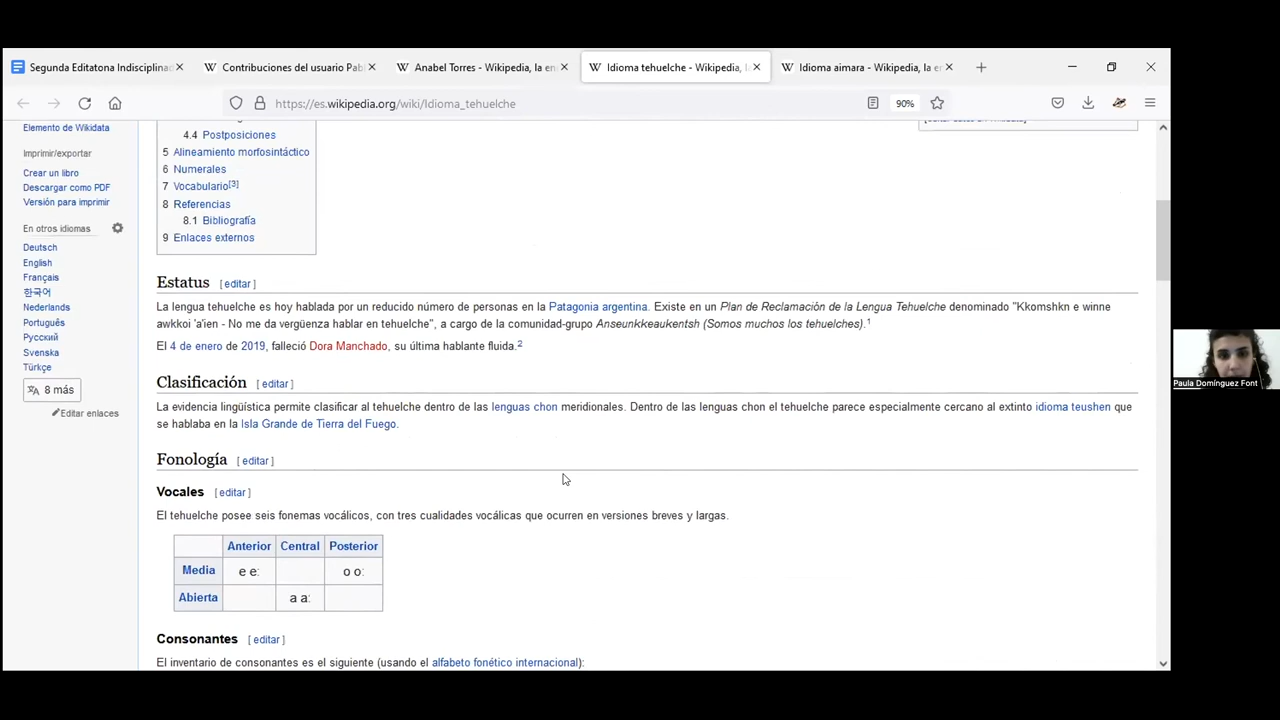 Segunda Editatona Indisciplinad
Contribuciones del usuario Pab
Anabel Torres - Wikipedia, la en
Idioma tehuelche - Wikipedia, l
Idioma aimara - Wikipedia, la e
https://es.wikipedia.org/wiki/Idioma_tehuelche
90%
Elemento de Wikidata
Imprimir/exportar
Crear un libro
Descargar como PDF
Versión para imprimir
En otros idiomas
Deutsch
English
Français
한국어
Nederlands
Português
Русский
Svenska
Türkçe
8 más
Editar enlaces
4.4 Postposiciones
5 Alineamiento morfosintáctico
6 Numerales
7 Vocabulario[3]
8 Referencias
8.1 Bibliografía
9 Enlaces externos
Estatus [ editar ]
La lengua tehuelche es hoy hablada por un reducido número de personas en la Patagonia argentina. Existe en un Plan de Reclamación de la Lengua Tehuelche denominado "Kkomshkn e winne
awkkoi 'a'ien - No me da vergüenza hablar en tehuelche", a cargo de la comunidad-grupo Anseunkkeaukentsh (Somos muchos los tehuelches).1
El 4 de enero de 2019, falleció Dora Manchado, su última hablante fluida.2
Clasificación [ editar ]
La evidencia lingüística permite clasificar al tehuelche dentro de las lenguas chon meridionales. Dentro de las lenguas chon el tehuelche parece especialmente cercano al extinto idioma teushen que
se hablaba en la Isla Grande de Tierra del Fuego.
Fonología [ editar ]
Vocales [ editar ]
El tehuelche posee seis fonemas vocálicos, con tres cualidades vocálicas que ocurren en versiones breves y largas.
Anterior Central Posterior
Media e eː o oː
Abierta a aː
Consonantes [ editar ]
El inventario de consonantes es el siguiente (usando el alfabeto fonético internacional):
Paula Domínguez Font